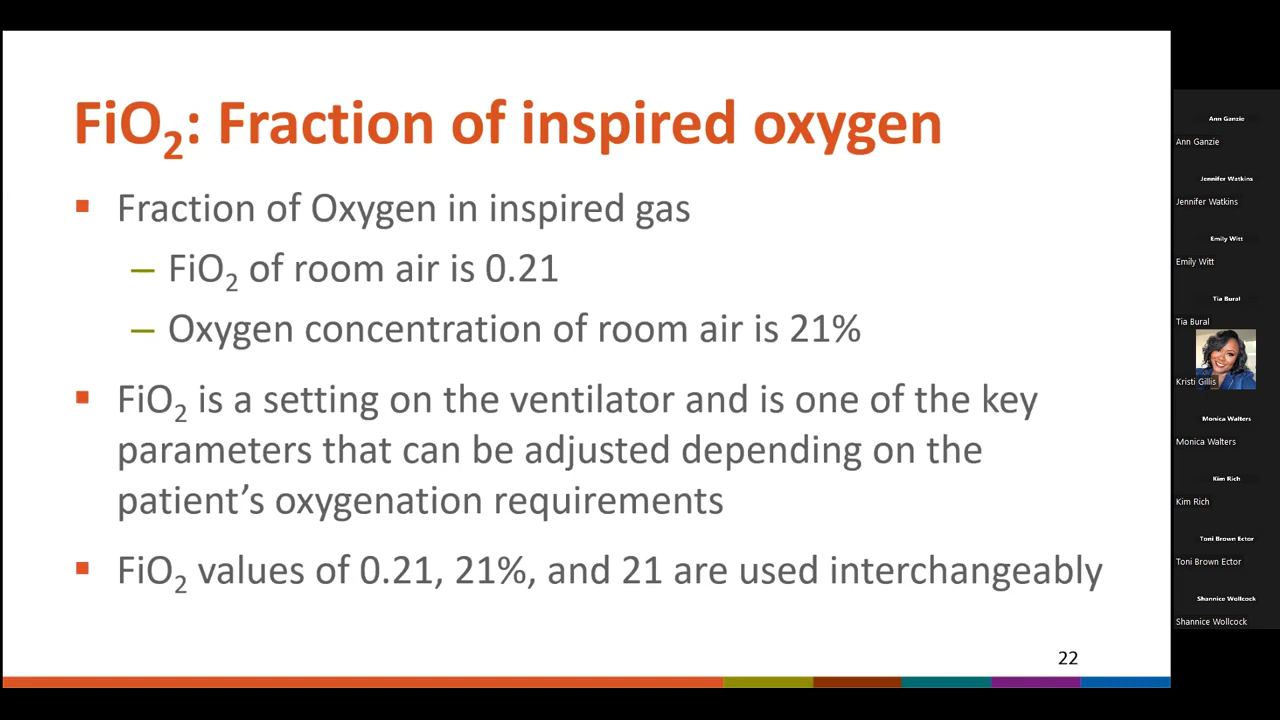 FiO₂: Fraction of inspired oxygen
▪ Fraction of Oxygen in inspired gas
– FiO₂ of room air is 0.21
– Oxygen concentration of room air is 21%
▪ FiO₂ is a setting on the ventilator and is one of the key
parameters that can be adjusted depending on the
patient’s oxygenation requirements
▪ FiO₂ values of 0.21, 21%, and 21 are used interchangeably
22
Ann Ganzie
Ann Ganzie
Jennifer Watkins
Jennifer Watkins
Emily Witt
Emily Witt
Tia Bural
Tia Bural
Kristi Gillis
Monica Walters
Monica Walters
Kim Rich
Kim Rich
Toni Brown Ector
Toni Brown Ector
Shannice Wollcock
Shannice Wollcock